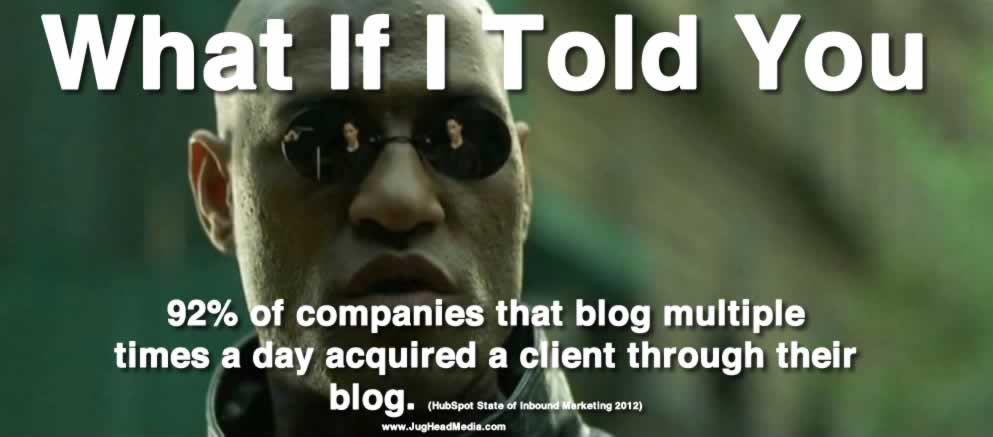 What If I Told You
92% of companies that blog multiple
times a day acquired a client through their
blog. (HubSpot State of Inbound Marketing 2012)
www.JugHeadMedia.com